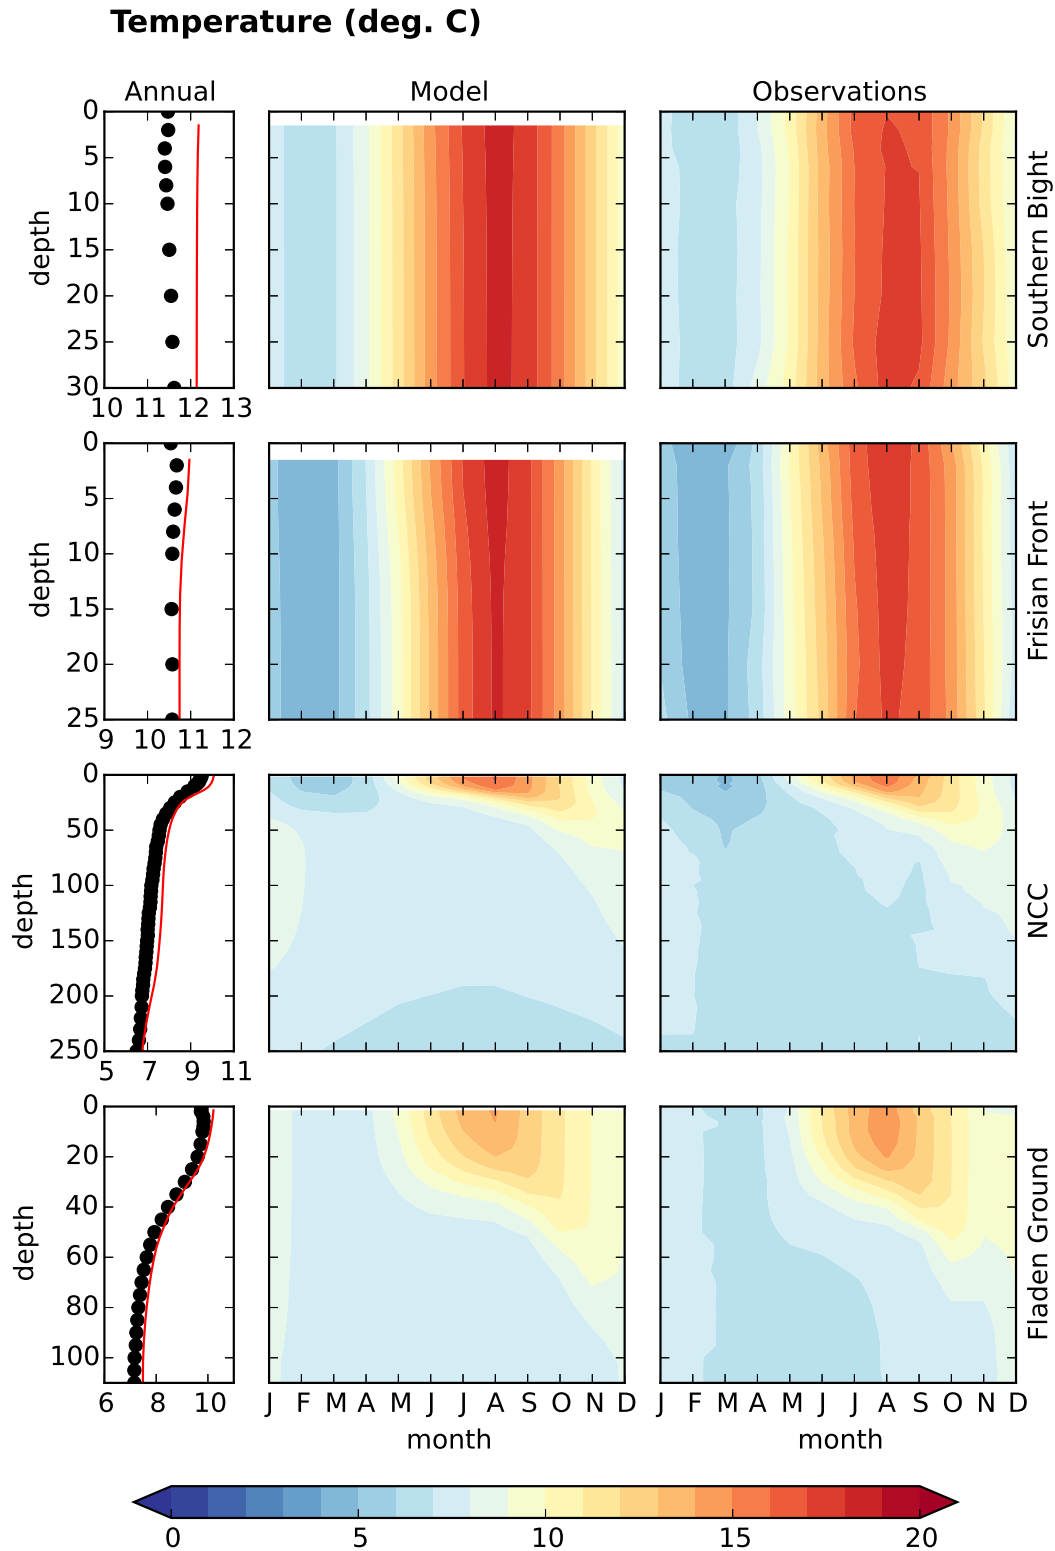 Temperature (deg. C)
Annual Model Observations
0
5
10
15
20
25
30
depth
10 11 12 13
Southern Bight
0
5
10
15
20
25
depth
9 10 11 12
Frisian Front
0
50
100
150
200
250
depth
5 7 9 11
NCC
0
20
40
60
80
100
depth
6 8 10
Fladen Ground
J F M A M J J A S O N D
J F M A M J J A S O N D
month month
0 5 10 15 20